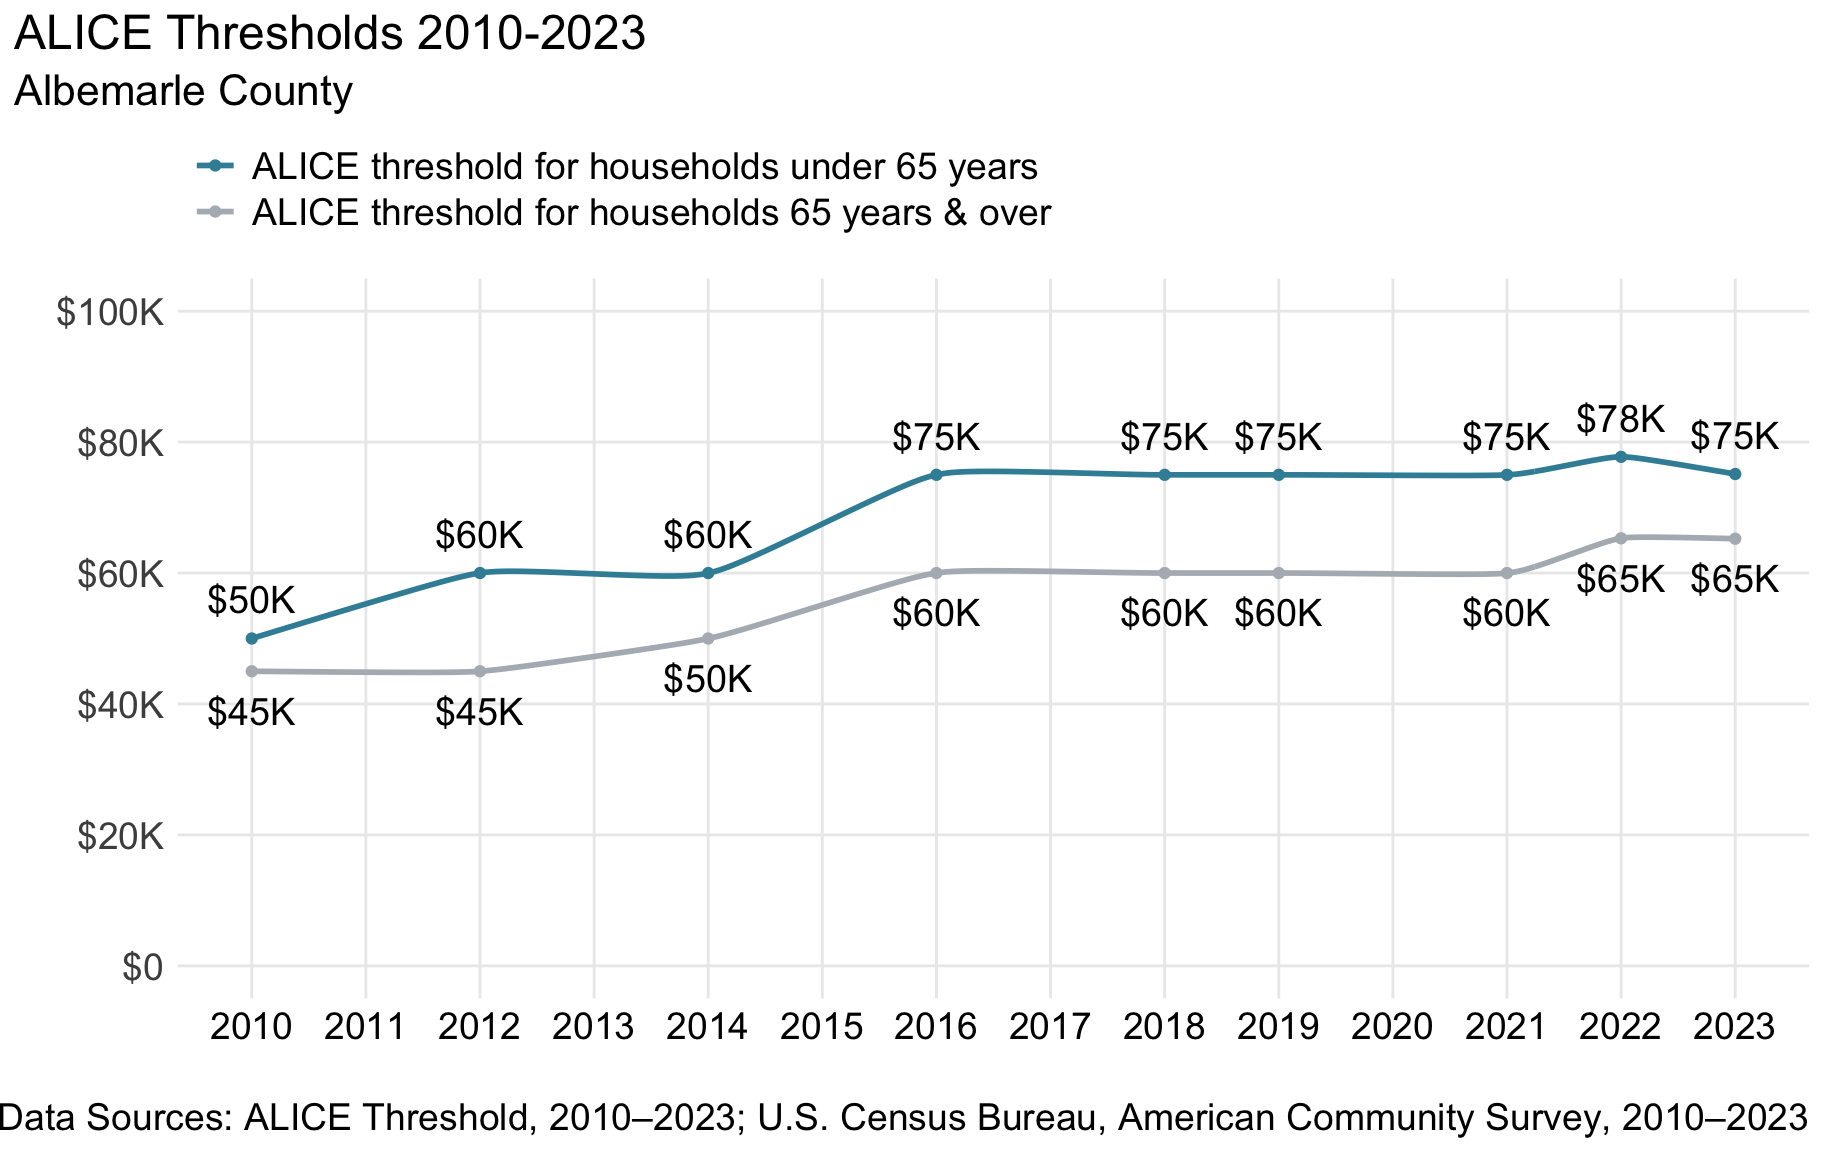 ALICE Thresholds 2010-2023
Albemarle County
ALICE threshold for households under 65 years
ALICE threshold for households 65 years & over
$100K
$80K
$60K
$40K
$20K
$0
$50K
$60K
$60K
$75K
$75K
$75K
$75K
$78K
$75K
$45K
$45K
$50K
$60K
$60K
$60K
$60K
$65K
$65K
2010 2011 2012 2013 2014 2015 2016 2017 2018 2019 2020 2021 2022 2023
Data Sources: ALICE Threshold, 2010–2023; U.S. Census Bureau, American Community Survey, 2010–2023